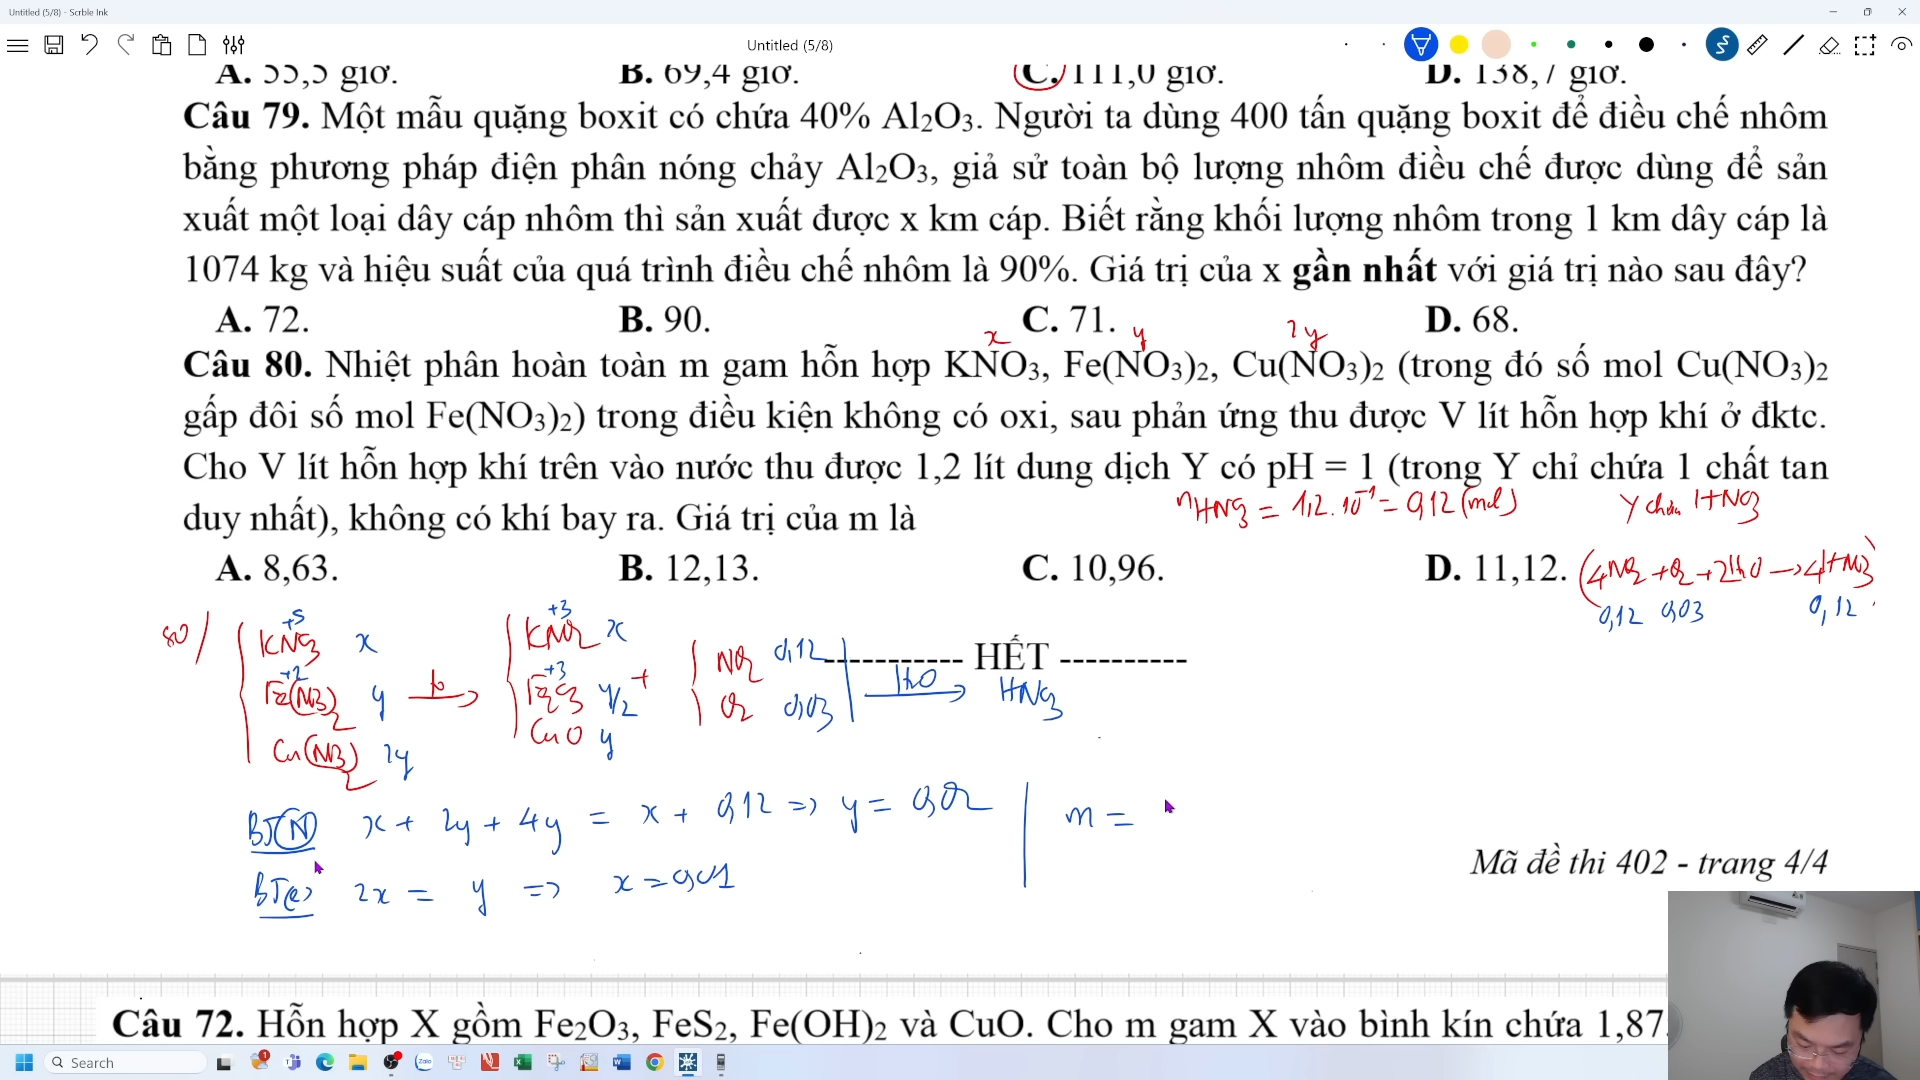 Untitled (5/8) - Scrble Ink
Untitled (5/8)
A. 55,5 giờ. B. 69,4 giờ. C. 111,0 giờ. D. 138,7 giờ.
Câu 79. Một mẫu quặng boxit có chứa 40% Al2O3. Người ta dùng 400 tấn quặng boxit để điều chế nhôm
bằng phương pháp điện phân nóng chảy Al2O3, giả sử toàn bộ lượng nhôm điều chế được dùng để sản
xuất một loại dây cáp nhôm thì sản xuất được x km cáp. Biết rằng khối lượng nhôm trong 1 km dây cáp là
1074 kg và hiệu suất của quá trình điều chế nhôm là 90%. Giá trị của x gần nhất với giá trị nào sau đây?
A. 72. B. 90. C. 71. D. 68.
x y 2y
Câu 80. Nhiệt phân hoàn toàn m gam hỗn hợp KNO3, Fe(NO3)2, Cu(NO3)2 (trong đó số mol Cu(NO3)2
gấp đôi số mol Fe(NO3)2) trong điều kiện không có oxi, sau phản ứng thu được V lít hỗn hợp khí ở đktc.
Cho V lít hỗn hợp khí trên vào nước thu được 1,2 lít dung dịch Y có pH = 1 (trong Y chỉ chứa 1 chất tan
duy nhất), không có khí bay ra. Giá trị của m là
nHNO3 = 1,2.10^-1 = 0,12 (mol) Y chứa HNO3
A. 8,63. B. 12,13. C. 10,96. D. 11,12.
(4NO2 + O2 + 2H2O → 4HNO3)
0,12 0,03 0,12
80/
+5 +3
KNO3 x KNO2 x NO2 0,12
---------- HẾT ----------
+2 +3
Fe(NO3)2 y to → Fe2O3 y/2 + O2 0,03 H2O → HNO3
Cu(NO3)2 2y CuO y
BT(N) x + 2y + 4y = x + 0,12 => y = 0,02 m =
Mã đề thi 402 - trang 4/4
BT(e) 2x = y => x = 0,01
Câu 72. Hỗn hợp X gồm Fe2O3, FeS2, Fe(OH)2 và CuO. Cho m gam X vào bình kín chứa 1,87
Search